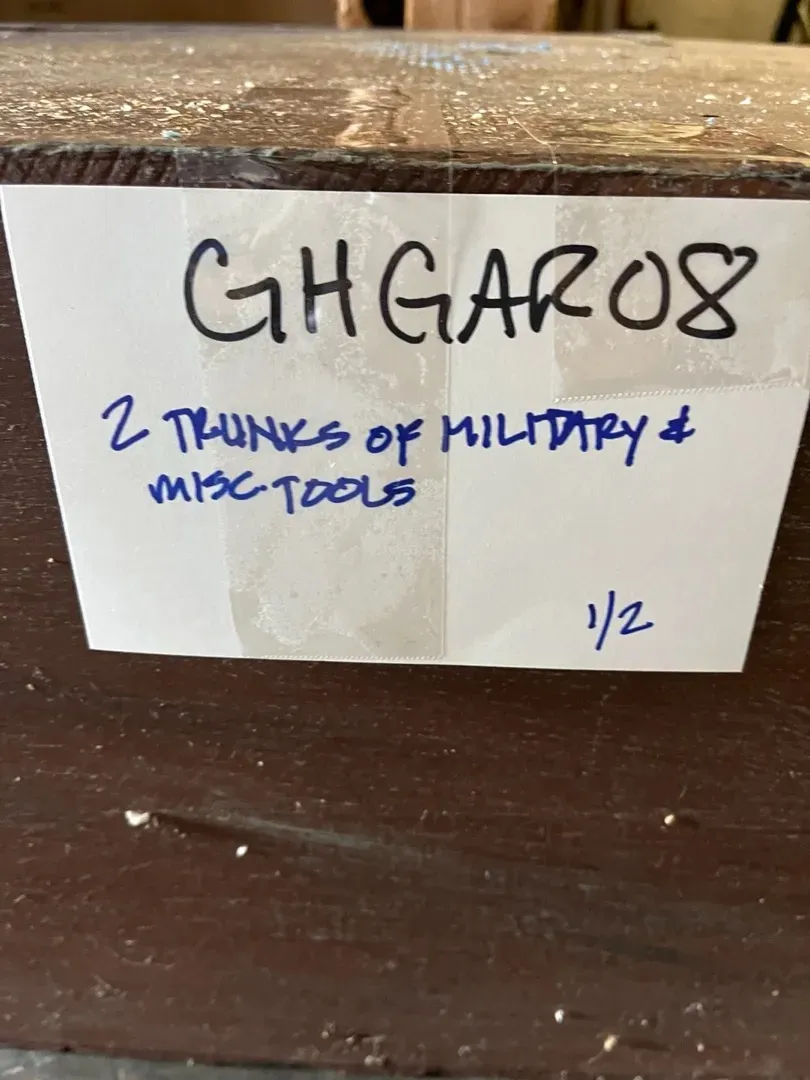 GHGAR08
2 TRUNKS OF MILITARY &
MISC. TOOLS
1/2